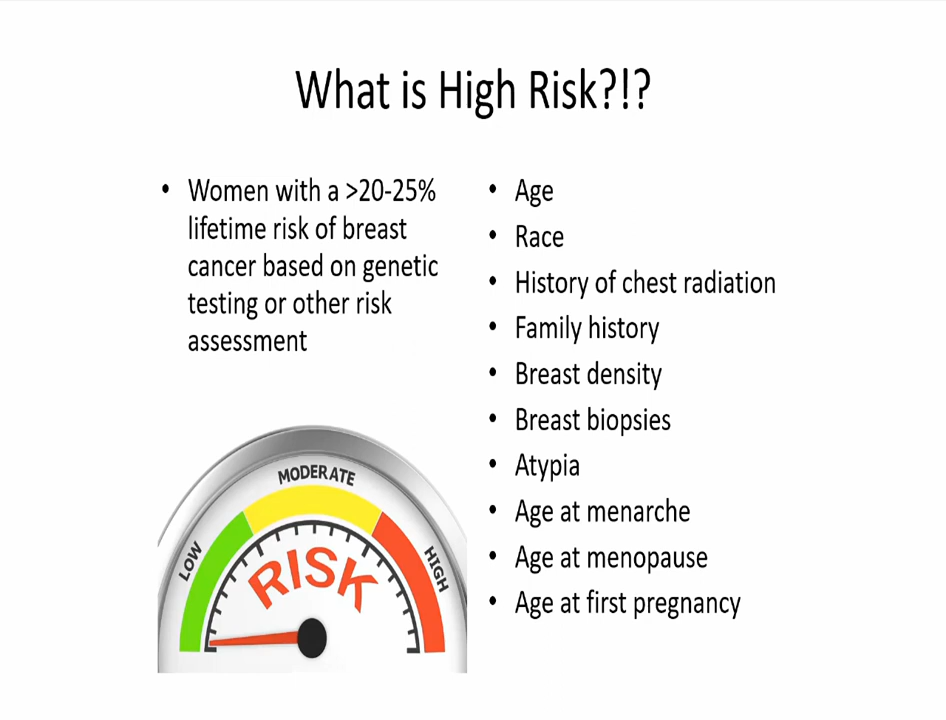 What is High Risk?!?
• Women with a >20-25%
lifetime risk of breast
cancer based on genetic
testing or other risk
assessment
• Age
• Race
• History of chest radiation
• Family history
• Breast density
• Breast biopsies
• Atypia
• Age at menarche
• Age at menopause
• Age at first pregnancy
LOW
MODERATE
HIGH
RISK